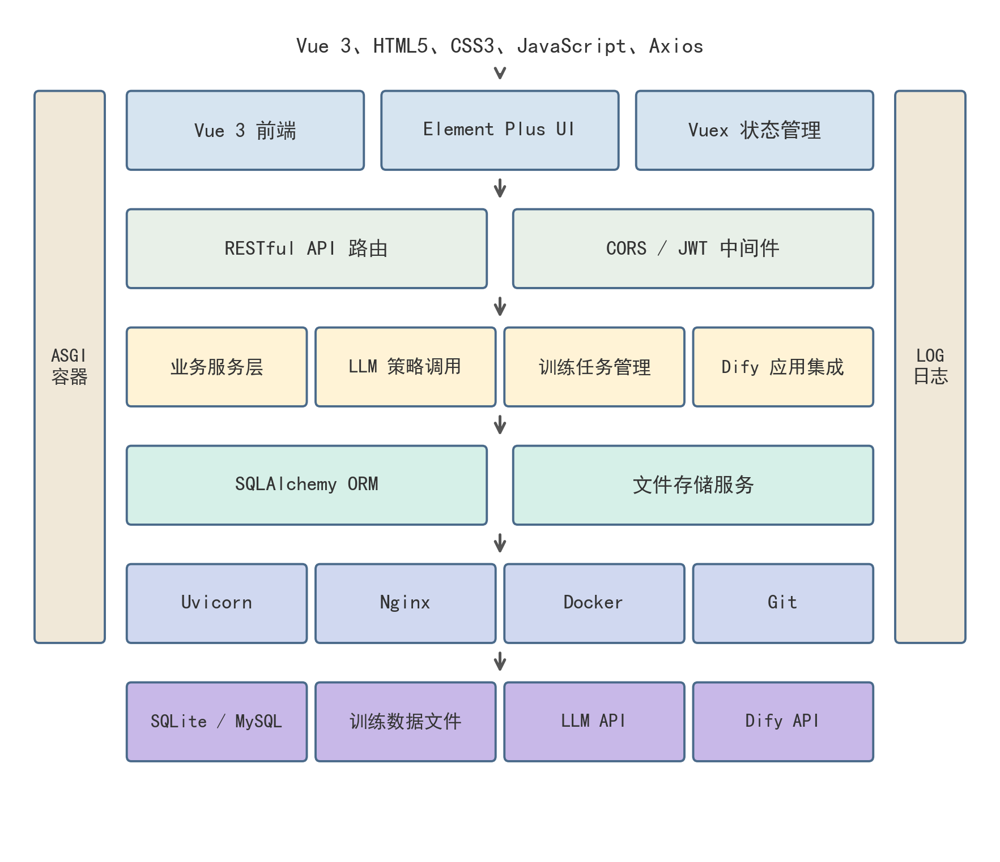 Vue 3、HTML5、CSS3、JavaScript、Axios
Vue 3 前端
Element Plus UI
Vuex 状态管理
RESTful API 路由
CORS / JWT 中间件
ASGI
容器
业务服务层
LLM 策略调用
训练任务管理
Dify 应用集成
LOG
日志
SQLAlchemy ORM
文件存储服务
Uvicorn
Nginx
Docker
Git
SQLite / MySQL
训练数据文件
LLM API
Dify API